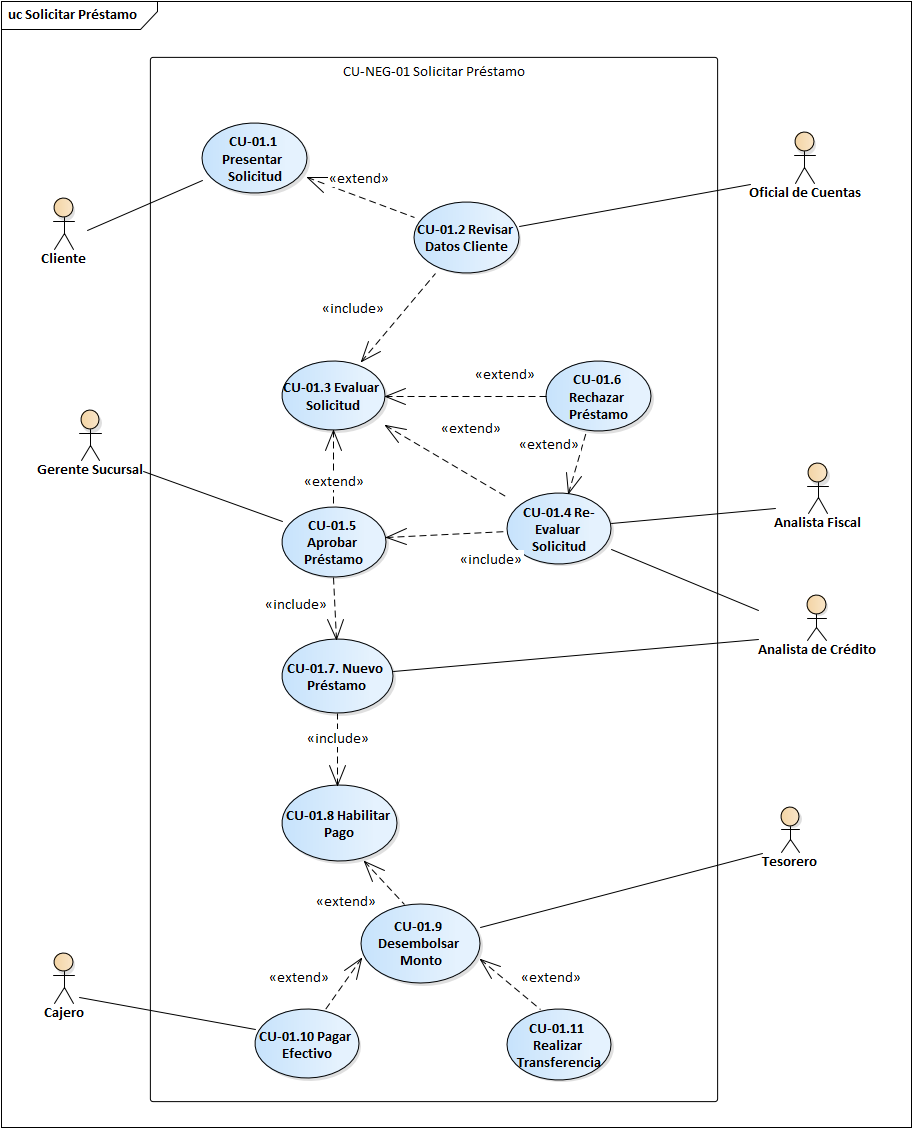 uc Solicitar Préstamo
CU-NEG-01 Solicitar Préstamo
CU-01.1
Presentar
Solicitud
«extend»
Oficial de Cuentas
CU-01.2 Revisar
Datos Cliente
Cliente
«include»
CU-01.3 Evaluar
Solicitud
«extend»
CU-01.6
Rechazar
Préstamo
«extend»
«extend»
Gerente Sucursal
«extend»
CU-01.4 Re-
Evaluar
Solicitud
Analista Fiscal
CU-01.5
Aprobar
Préstamo
«include»
«include»
Analista de Crédito
CU-01.7. Nuevo
Préstamo
«include»
CU-01.8 Habilitar
Pago
Tesorero
«extend»
CU-01.9
Desembolsar
Monto
«extend»
«extend»
Cajero
CU-01.10 Pagar
Efectivo
CU-01.11
Realizar
Transferencia